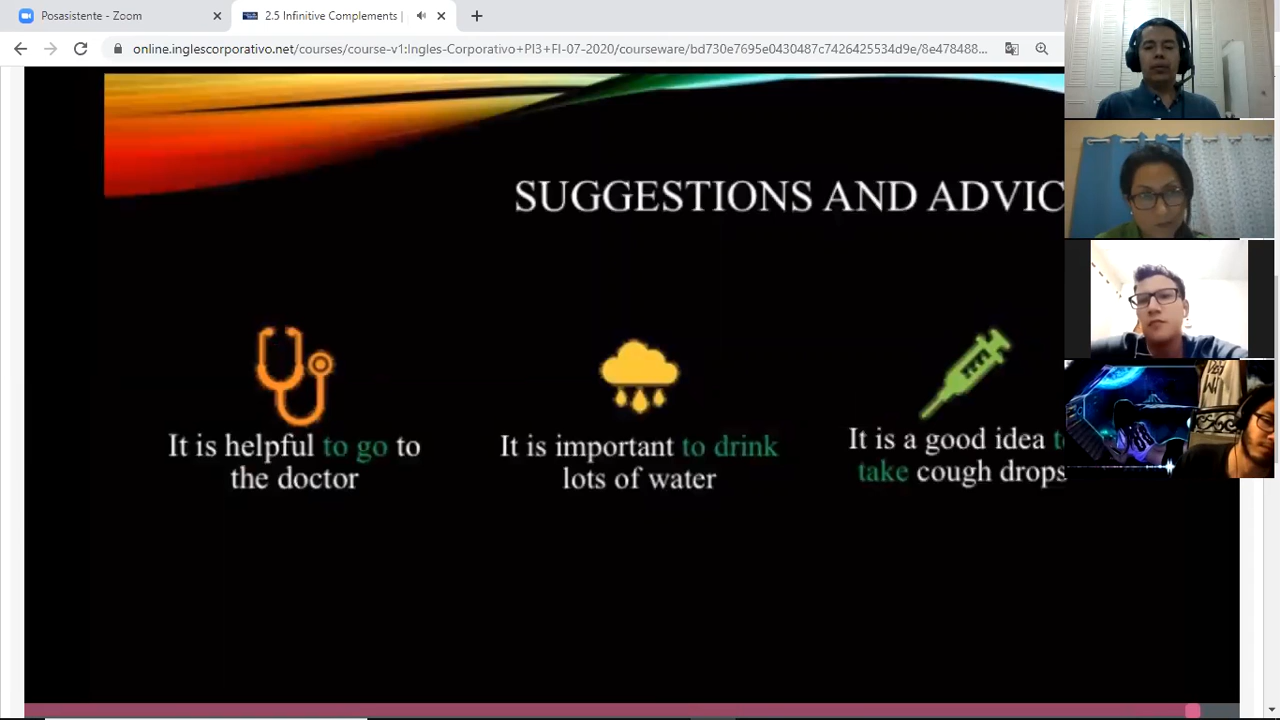 Posasistente - Zoom
2.5 Infinitive Complements |
online.inglescorporativo.net/courses/course-v1:Ingles-Corporativo+PI3+FI-07-2020/courseware/bd730e7695e0430487c7426425534d9e/8e478488...
SUGGESTIONS AND ADVIC
It is helpful to go to
the doctor
It is important to drink
lots of water
It is a good idea t
take cough drops